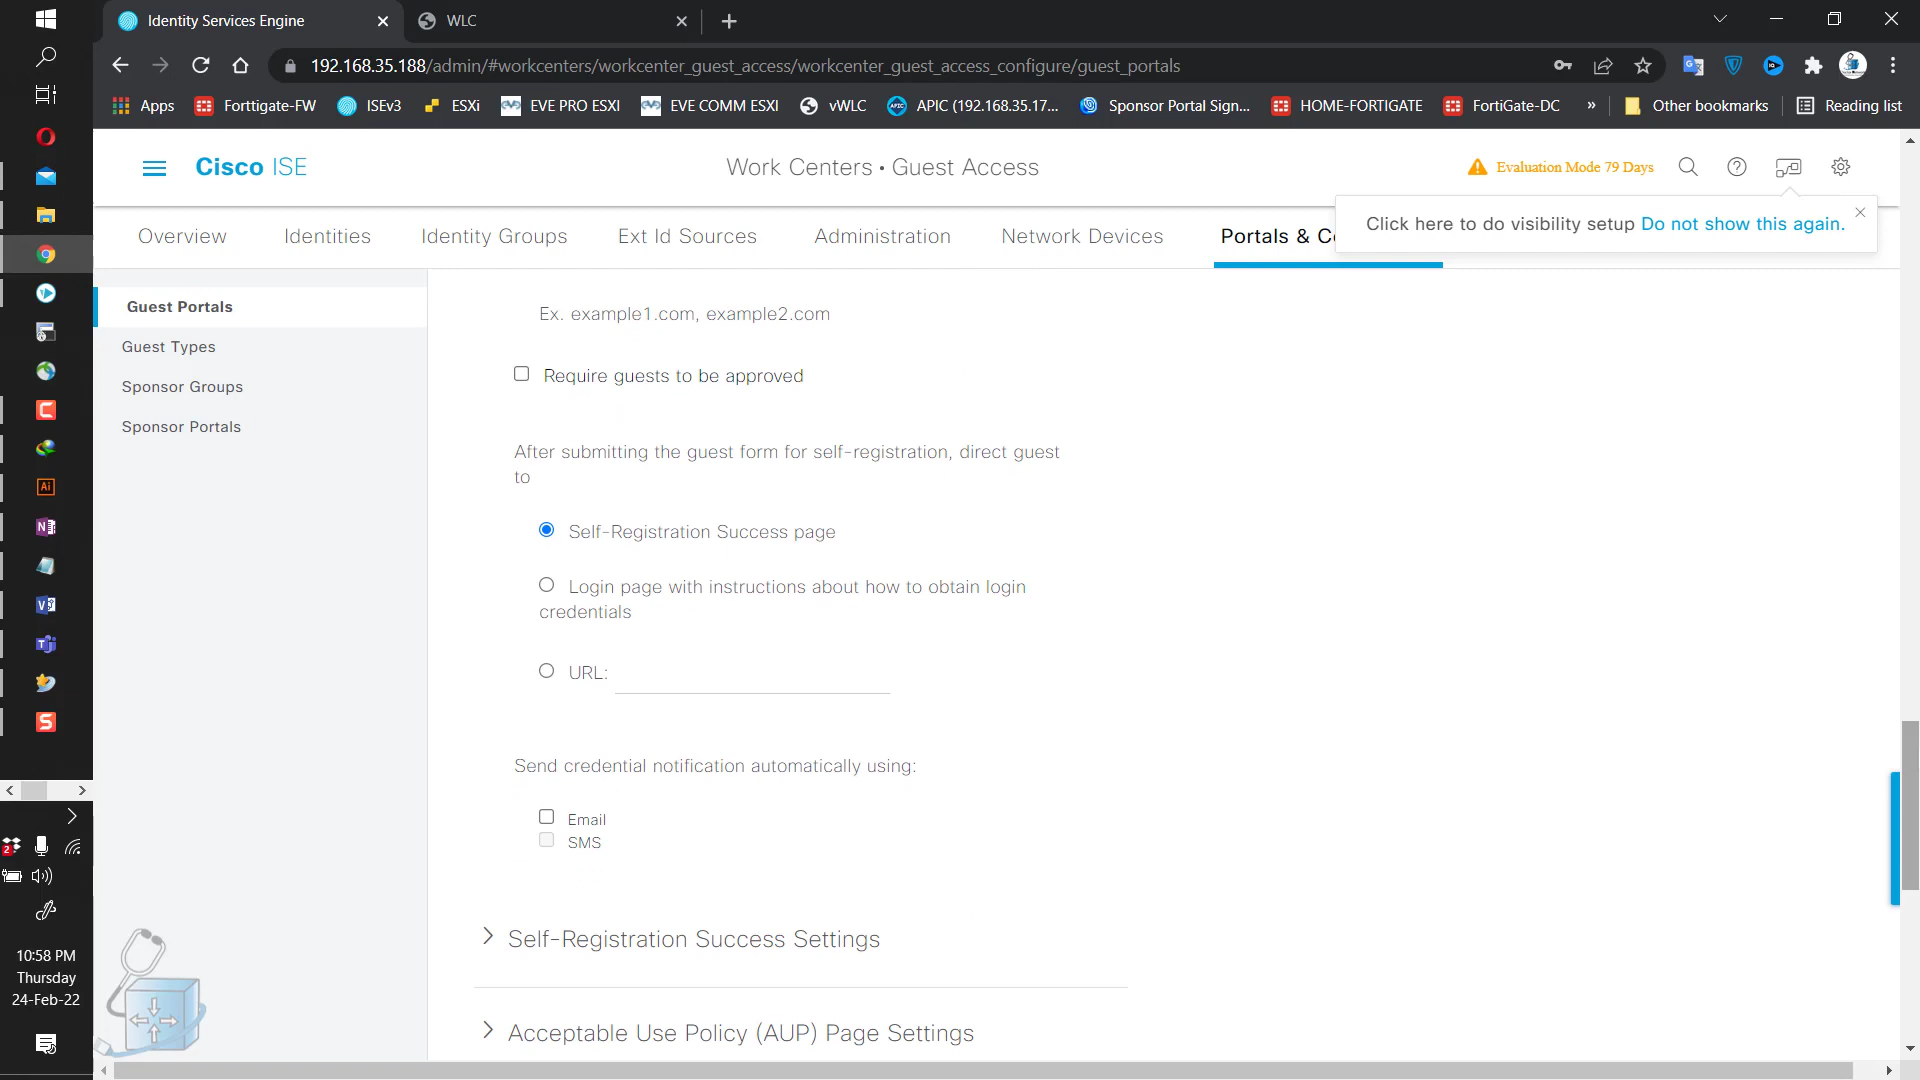 Identity Services Engine
WLC
192.168.35.188/admin/#workcenters/workcenter_guest_access/workcenter_guest_access_configure/guest_portals
Apps
Forttigate-FW
ISEv3
ESXi
EVE PRO ESXI
EVE COMM ESXI
vWLC
APIC (192.168.35.17...
Sponsor Portal Sign...
HOME-FORTIGATE
FortiGate-DC
»
Other bookmarks
Reading list
Cisco ISE
Work Centers • Guest Access
Evaluation Mode 79 Days
Click here to do visibility setup Do not show this again.
Overview
Identities
Identity Groups
Ext Id Sources
Administration
Network Devices
Portals & Co
Guest Portals
Guest Types
Sponsor Groups
Sponsor Portals
Ex. example1.com, example2.com
Require guests to be approved
After submitting the guest form for self-registration, direct guest
to
Self-Registration Success page
Login page with instructions about how to obtain login
credentials
URL:
Send credential notification automatically using:
Email
SMS
Self-Registration Success Settings
Acceptable Use Policy (AUP) Page Settings
2
10:58 PM
Thursday
24-Feb-22